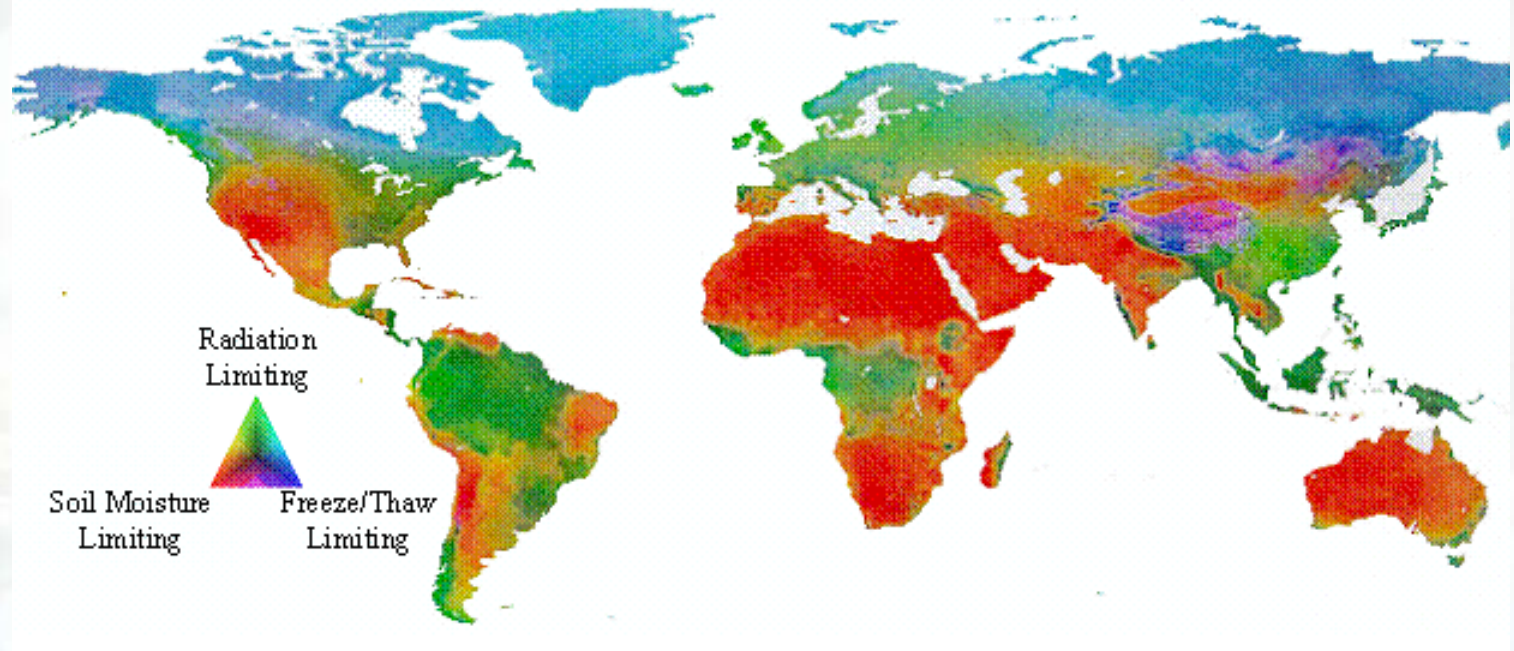 Radiation
Limiting
Soil Moisture
Limiting
Freeze/Thaw
Limiting